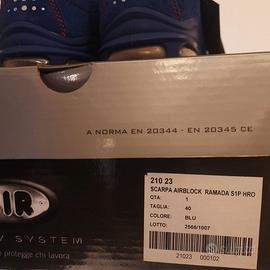 A NORMA EN 20344 - EN 20345 CE
210 23
SCARPA AIRBLOCK RAMADA S1P HRO
QTA: 1
TAGLIA: 40
COLORE: BLU
LOTTO: 2568/1007
21023 000102
IR
SYSTEM
e protegge chi lavora